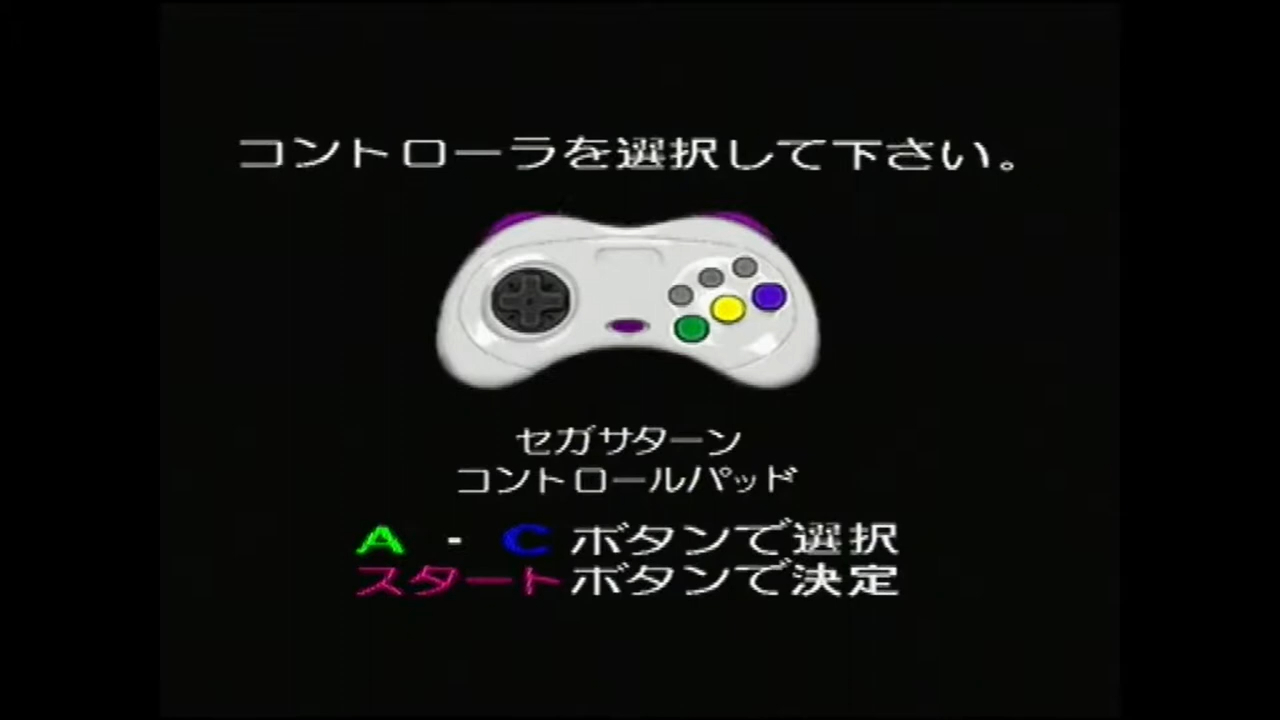 コントローラを選択して下さい。
セガサターン
コントロールパッド
A・Cボタンで選択
スタートボタンで決定